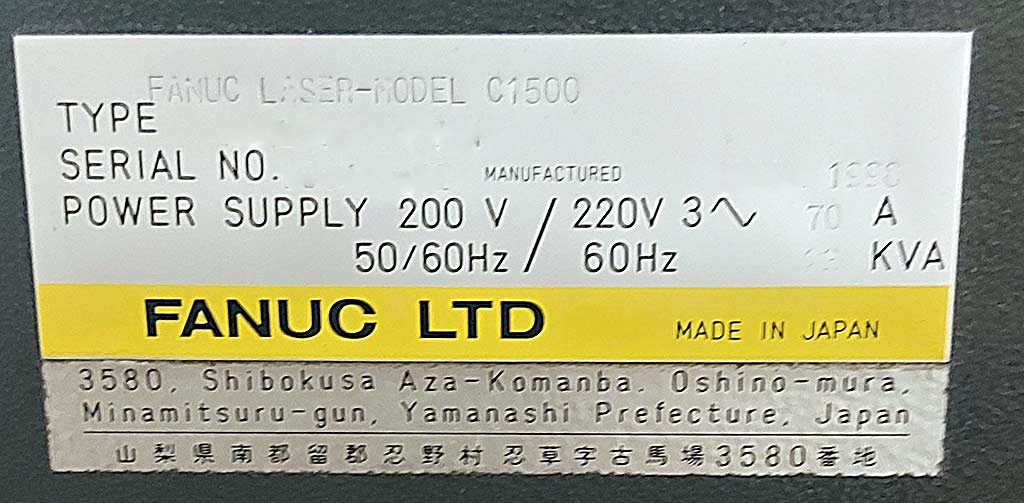 FANUC LASER-MODEL C1500
TYPE
SERIAL NO.
MANUFACTURED
POWER SUPPLY 200 V / 220V 3∿ 70 A
50/60Hz / 60Hz KVA
FANUC LTD
MADE IN JAPAN
3580, Shibokusa Aza-Komanba. Oshino-mura,
Minamitsuru-gun, Yamanashi Prefecture, Japan
山梨県南都留郡忍野村忍草字古馬場3580番地